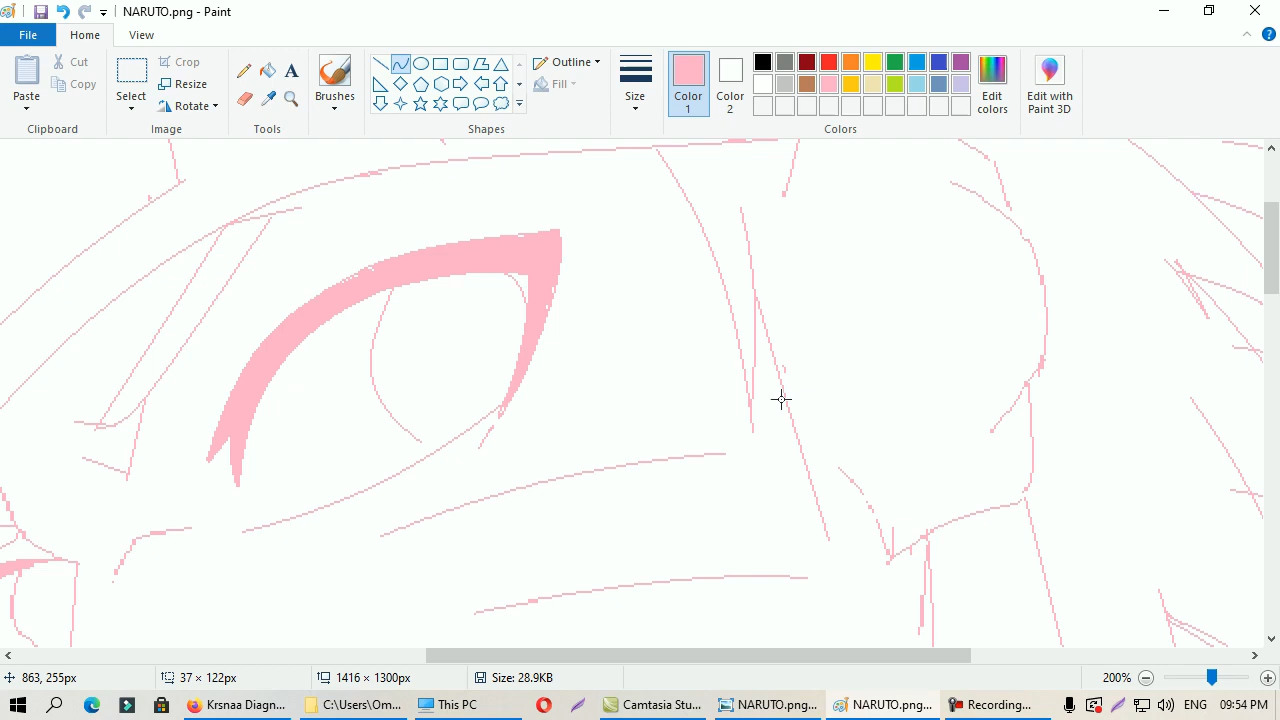 NARUTO.png - Paint
File
Home
View
Paste
Cut
Copy
Clipboard
Select
Crop
Resize
Rotate
Image
A
Tools
Brushes
Outline
Fill
Shapes
Size
Color
1
Color
2
Edit
colors
Colors
Edit with
Paint 3D
863, 255px
37 × 122px
1416 × 1300px
Size: 28.9KB
200%
Krsnaa Diagn...
C:\Users\Om...
This PC
Camtasia Stu...
NARUTO.png...
NARUTO.png...
Recording...
ENG
09:54 PM